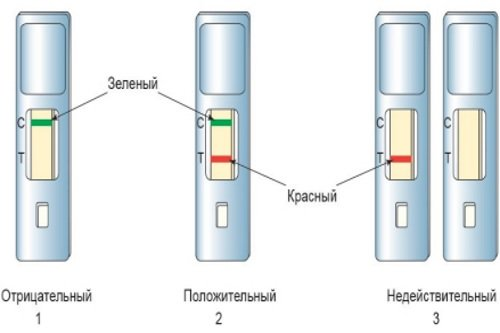 Зеленый
C
T
C
T
C
T
C
T
Красный
Отрицательный
1
Положительный
2
Недействительный
3